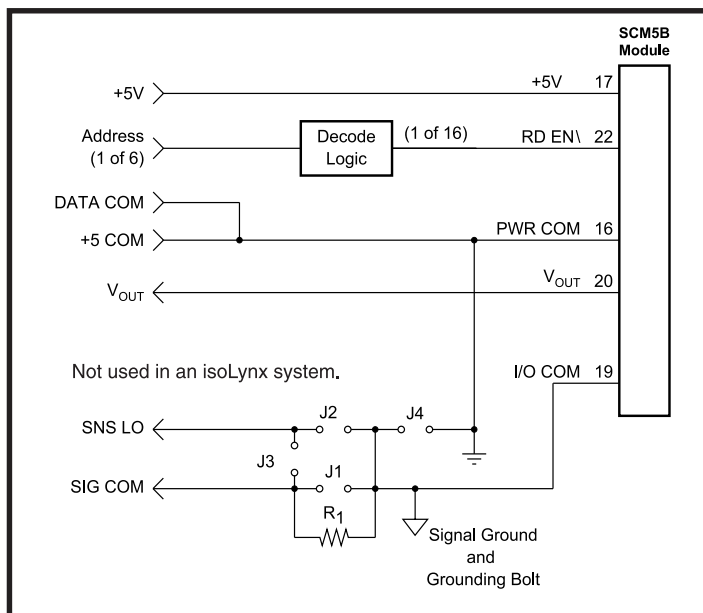 SCM5B
Module
+5V
+5V 17
Address
(1 of 6)
Decode
Logic
(1 of 16)
RD EN\ 22
DATA COM
+5 COM
PWR COM 16
VOUT
VOUT 20
Not used in an isoLynx system.
I/O COM 19
SNS LO
J2
J4
J3
SIG COM
J1
R1
Signal Ground
and
Grounding Bolt